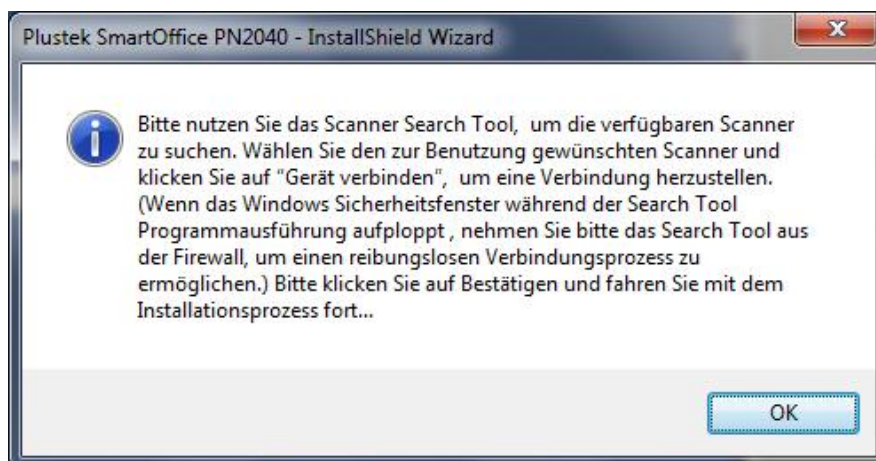 Plustek SmartOffice PN2040 - InstallShield Wizard
Bitte nutzen Sie das Scanner Search Tool,  um die verfügbaren Scanner
zu suchen. Wählen Sie den zur Benutzung gewünschten Scanner und
klicken Sie auf "Gerät verbinden",  um eine Verbindung herzustellen.
(Wenn das Windows Sicherheitsfenster während der Search Tool
Programmausführung aufploppt , nehmen Sie bitte das Search Tool aus
der Firewall, um einen reibungslosen Verbindungsprozess zu
ermöglichen.) Bitte klicken Sie auf Bestätigen und fahren Sie mit dem
Installationsprozess fort...
OK